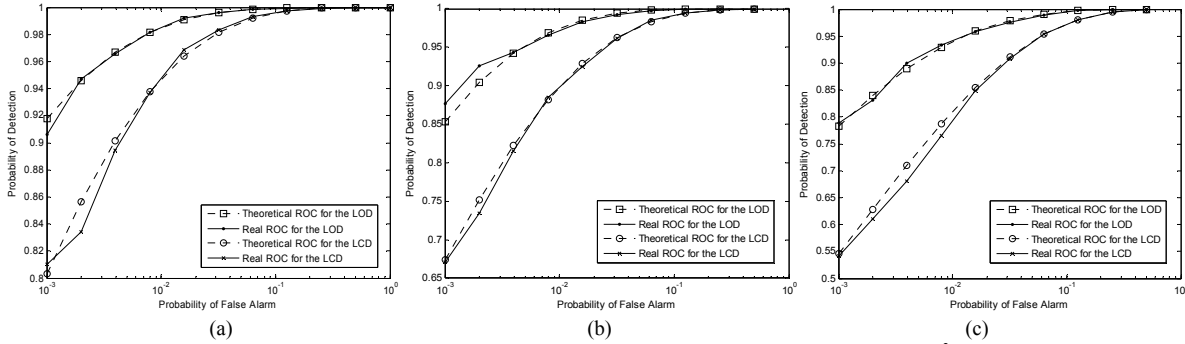 1
0.98
0.96
0.94
0.92
0.9
0.88
0.86
0.84
0.82
0.8
Probability of Detection
10-3
10-2
10-1
100
Probability of False Alarm
Theoretical ROC for the LOD
Real ROC for the LOD
Theoretical ROC for the LCD
Real ROC for the LCD
(a)
1
0.95
0.9
0.85
0.8
0.75
0.7
0.65
Probability of Detection
10-3
10-2
10-1
100
Probability of False Alarm
Theoretical ROC for the LOD
Real ROC for the LOD
Theoretical ROC for the LCD
Real ROC for the LCD
(b)
1
0.95
0.9
0.85
0.8
0.75
0.7
0.65
0.6
0.55
0.5
Probability of Detection
10-3
10-2
10-1
10
Probability of False Alarm
Theoretical ROC for the LOD
Real ROC for the LOD
Theoretical ROC for the LCD
Real ROC for the LCD
(c)